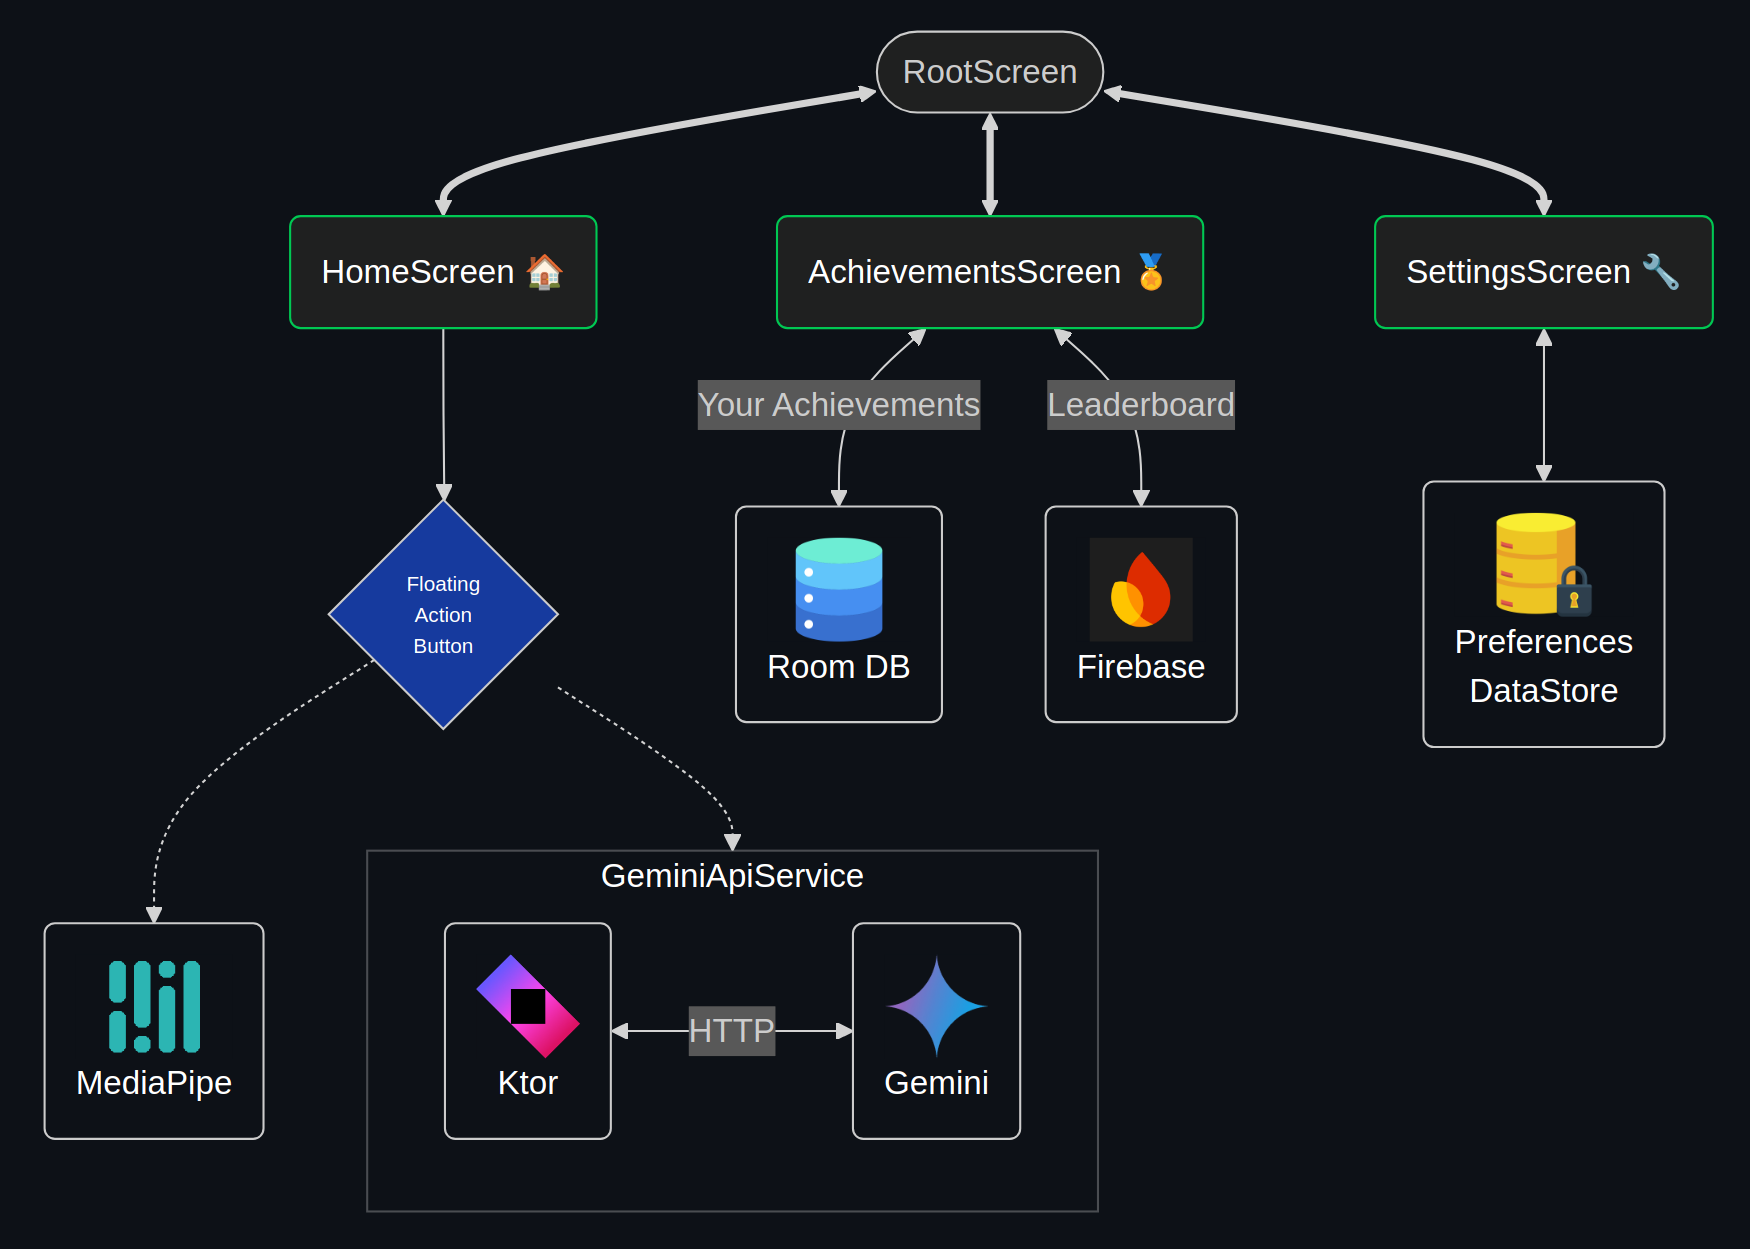 RootScreen
HomeScreen 🏠
AchievementsScreen 🏅
SettingsScreen 🔧
Your Achievements
Leaderboard
Floating
Action
Button
Room DB
Firebase
Preferences
DataStore
GeminiApiService
MediaPipe
Ktor
HTTP
Gemini